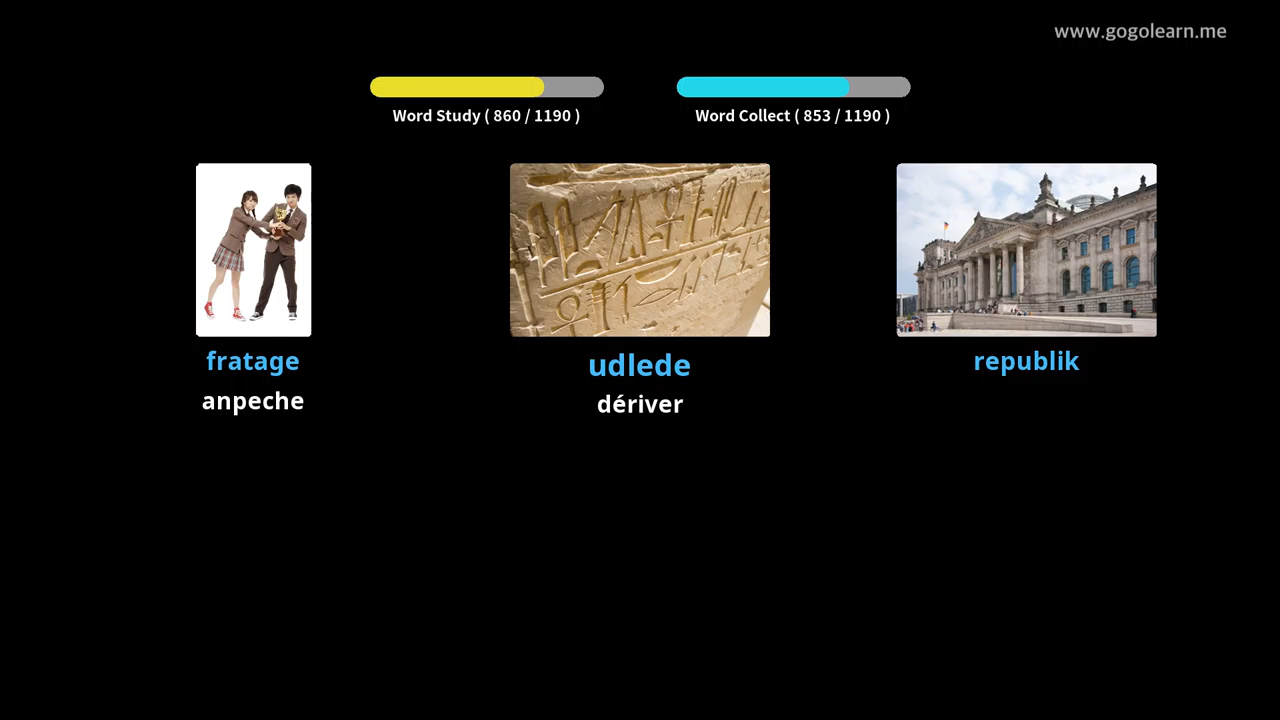 www.gogolearn.me
Word Study ( 860 / 1190 )
Word Collect ( 853 / 1190 )
fratage
udlede
republik
anpeche
dériver